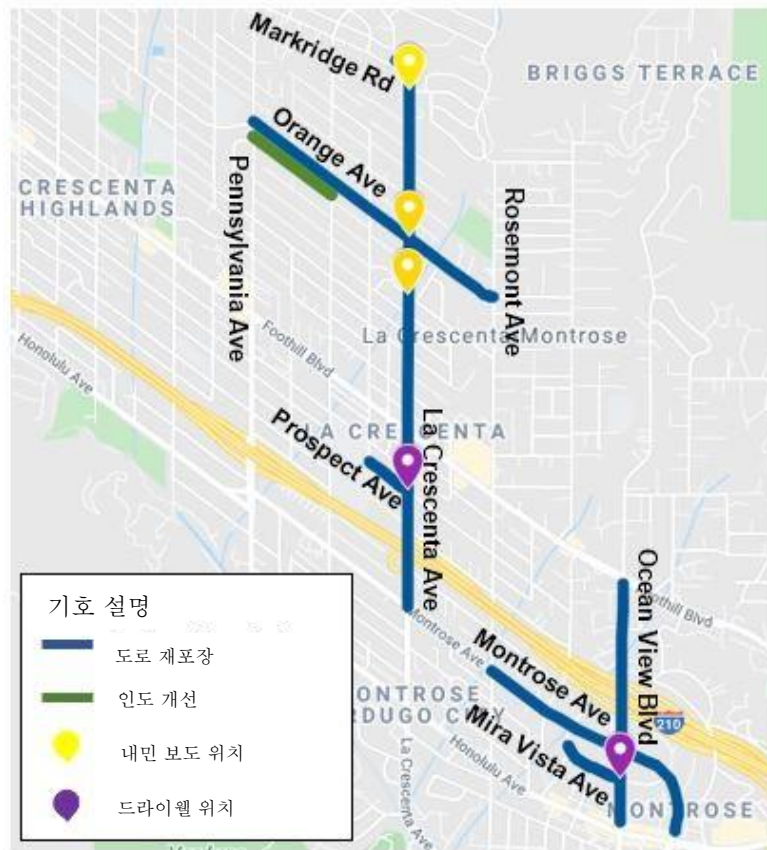 Markridge Rd
BRIGGS TERRACE
Orange Ave
CRESCENTA
HIGHLANDS
Pennsylvania Ave
Rosemont Ave
La Crescenta Montrose
Honolulu Ave
Foothill Blvd
LA CRESCENTA
Prospect Ave
La Crescenta Ave
Ocean View Blvd
Foothill Blvd
Montrose Ave
Montrose Ave
MONTROSE
RDUGO CITY
210
Mira Vista Ave
Honolulu Ave
La Crescenta Ave
MONTROSE
기호 설명
도로 재포장
인도 개선
내민 보도 위치
드라이웰 위치